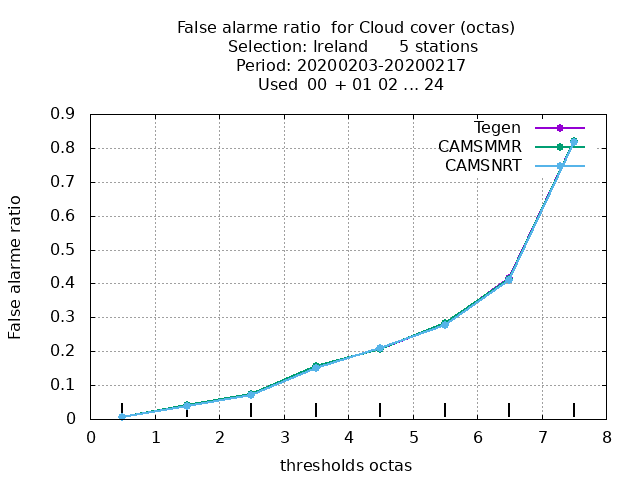 False alarme ratio  for Cloud cover (octas)
Selection: Ireland      5 stations
Period: 20200203-20200217
Used  00  + 01 02 ... 24
False alarme ratio
0.9
0.8
0.7
0.6
0.5
0.4
0.3
0.2
0.1
0
Tegen
CAMSMMR
CAMSNRT
0 1 2 3 4 5 6 7 8
thresholds octas